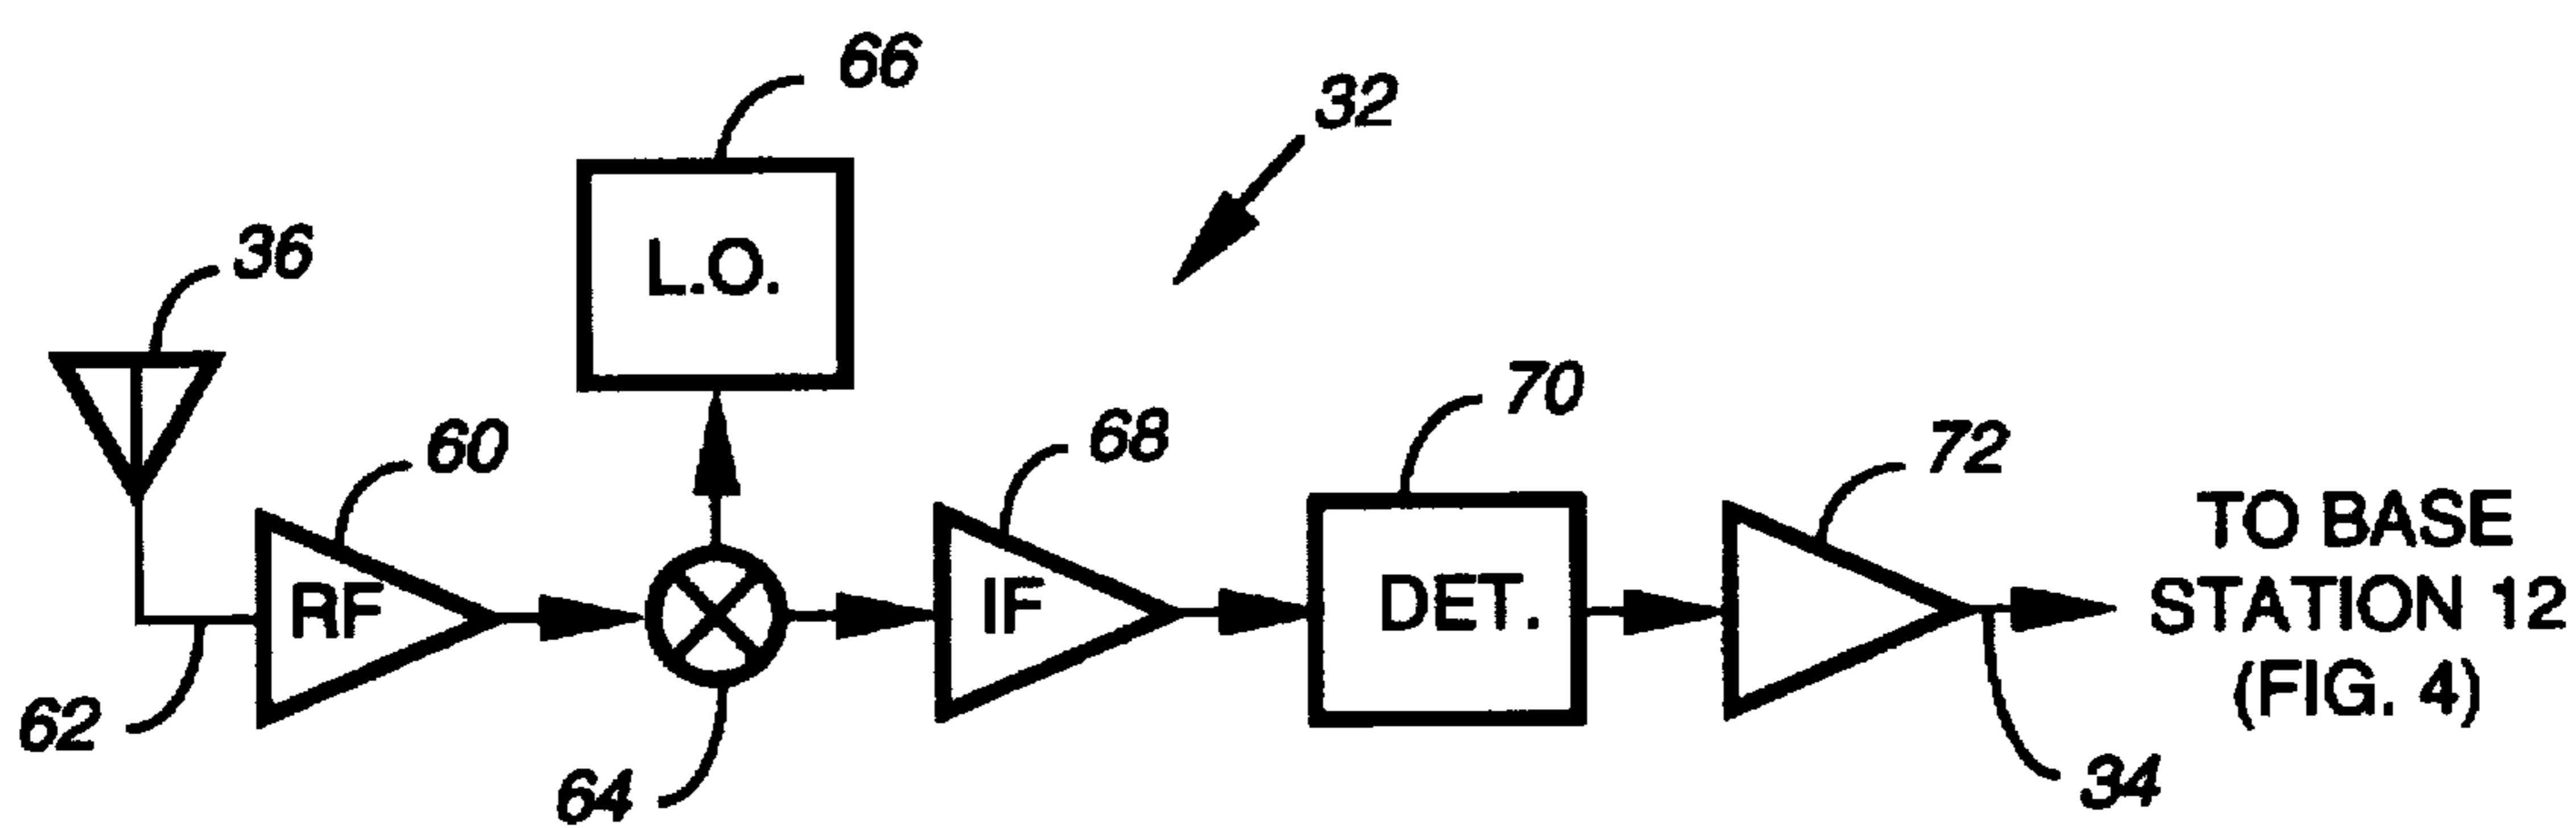 66
32
36
L.O.
70
68
60
72
TO BASE
STATION 12
(FIG. 4)
RF
IF
DET.
62
64
34